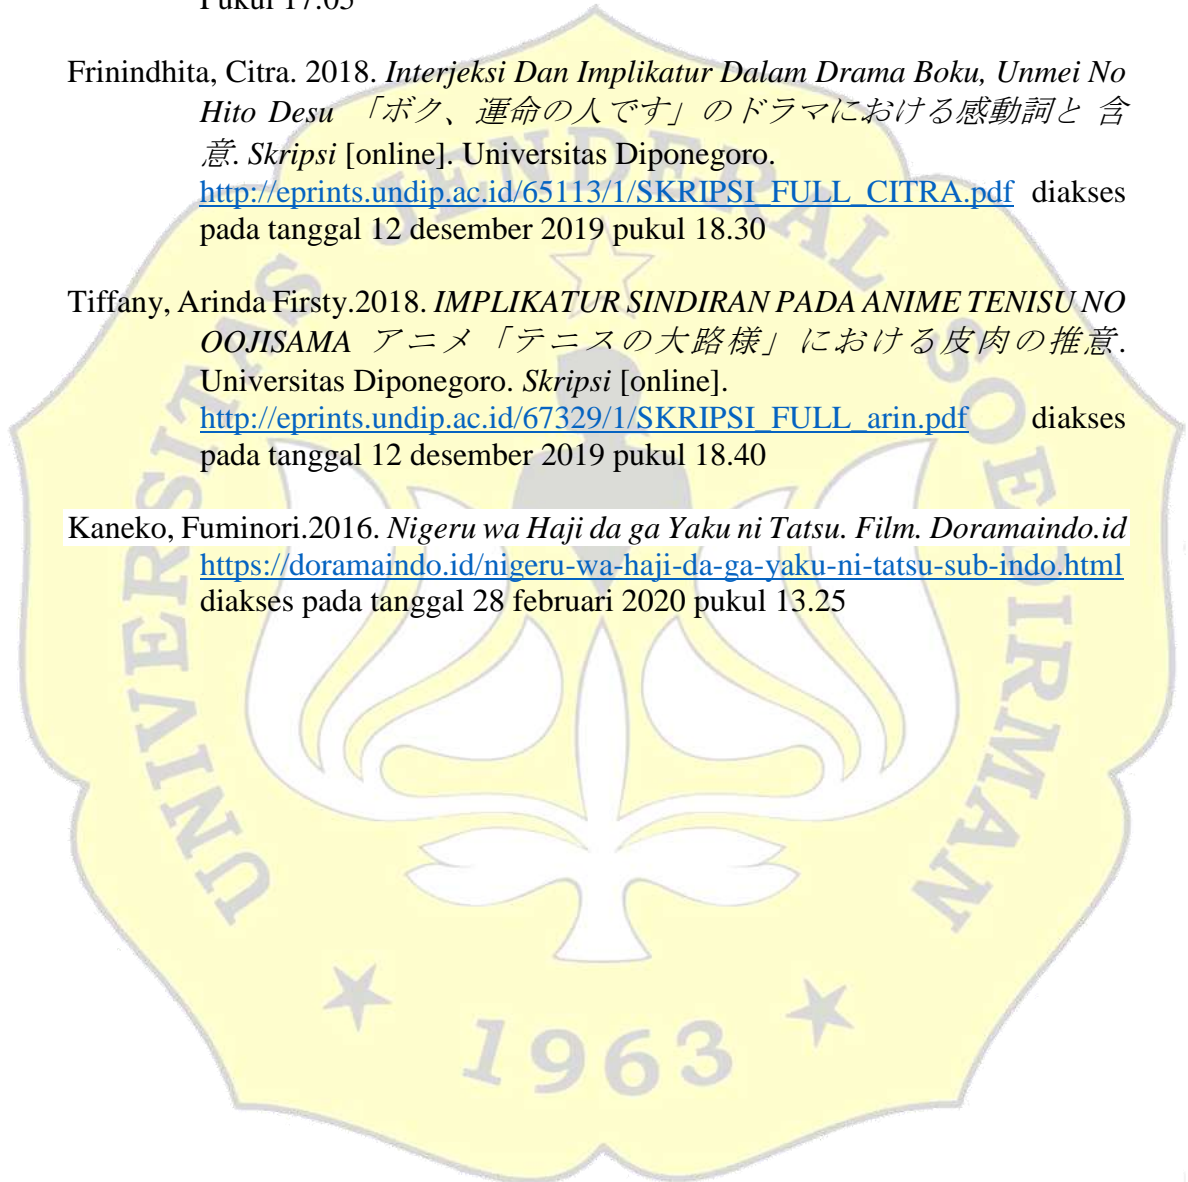 Pukul 17.05
Frinindhita, Citra. 2018. Interjeksi Dan Implikatur Dalam Drama Boku, Unmei No
Hito Desu 「ボク、運命の人です」のドラマにおける感動詞と 含
意. Skripsi [online]. Universitas Diponegoro.
http://eprints.undip.ac.id/65113/1/SKRIPSI_FULL_CITRA.pdf diakses
pada tanggal 12 desember 2019 pukul 18.30
Tiffany, Arinda Firsty.2018. IMPLIKATUR SINDIRAN PADA ANIME TENISU NO
OOJISAMA アニメ「テニスの大路様」における皮肉の推意.
Universitas Diponegoro. Skripsi [online].
http://eprints.undip.ac.id/67329/1/SKRIPSI_FULL_arin.pdf diakses
pada tanggal 12 desember 2019 pukul 18.40
Kaneko, Fuminori.2016. Nigeru wa Haji da ga Yaku ni Tatsu. Film. Doramaindo.id
https://doramaindo.id/nigeru-wa-haji-da-ga-yaku-ni-tatsu-sub-indo.html
diakses pada tanggal 28 februari 2020 pukul 13.25
UNIVERSITAS JENDERAL SOEDIRMAN
1963